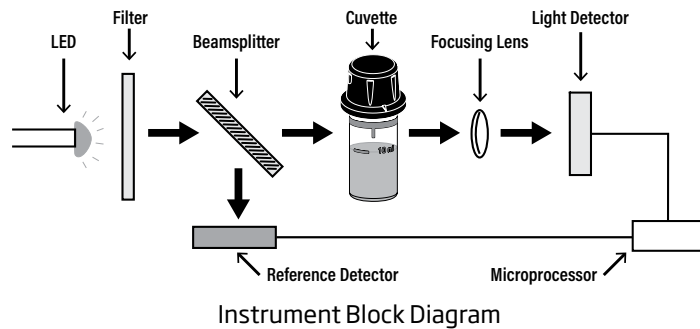 LED
Filter
Beamsplitter
Cuvette
Focusing Lens
Light Detector
10 ml
Reference Detector
Microprocessor
Instrument Block Diagram